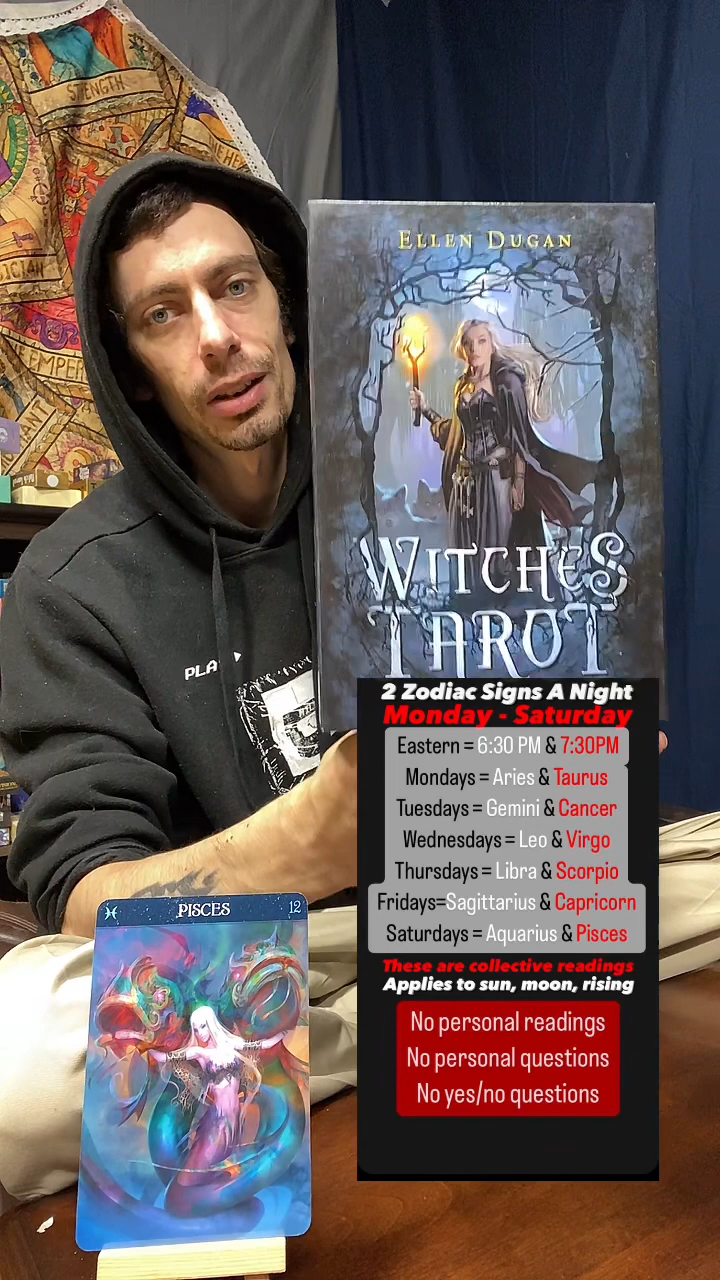 STRENGTH
ELLEN DUGAN
WITCHES
TAROT
PLAY
2 Zodiac Signs A Night
Monday - Saturday
Eastern = 6:30 PM & 7:30PM
Mondays = Aries & Taurus
Tuesdays = Gemini & Cancer
Wednesdays = Leo & Virgo
Thursdays = Libra & Scorpio
Fridays=Sagittarius & Capricorn
Saturdays = Aquarius & Pisces
These are collective readings
Applies to sun, moon, rising
No personal readings
No personal questions
No yes/no questions
PISCES 12